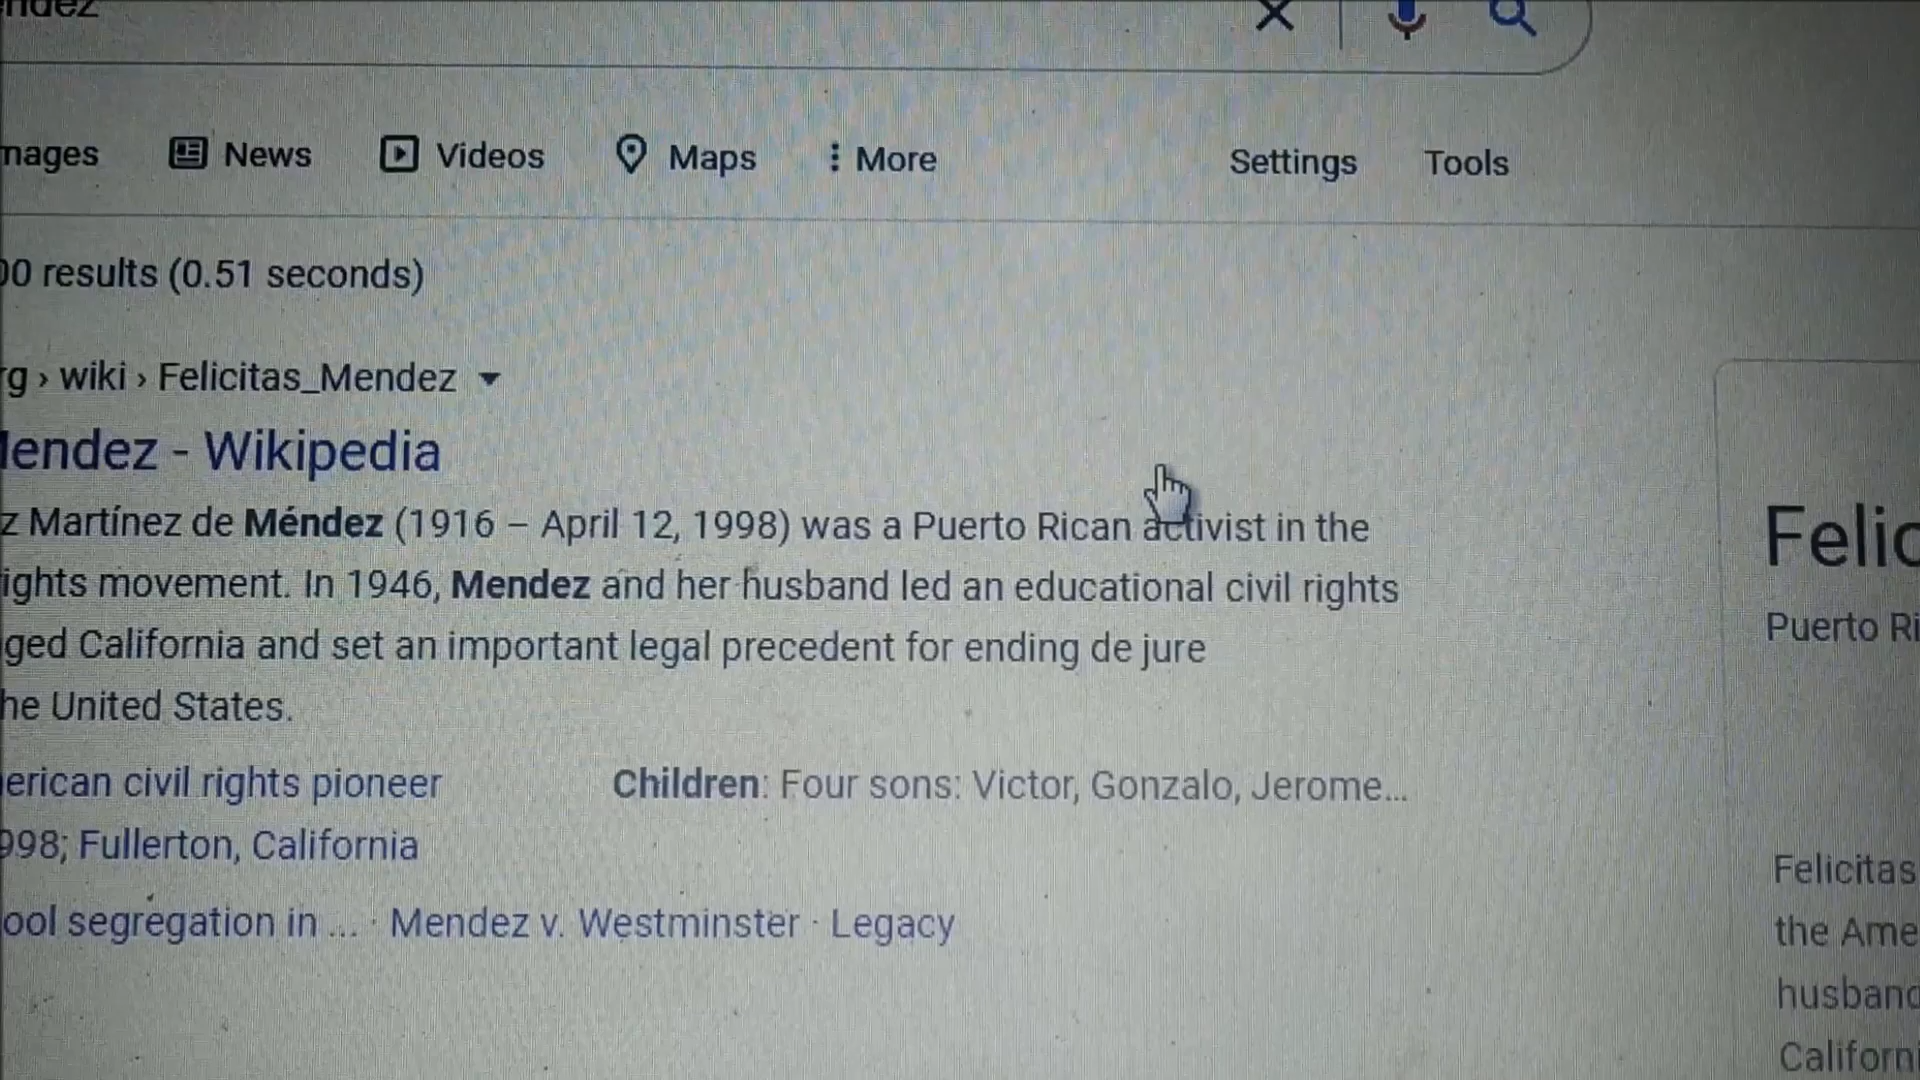 ndez
mages News Videos Maps More Settings Tools
00 results (0.51 seconds)
rg › wiki › Felicitas_Mendez
Mendez - Wikipedia
z Martínez de Méndez (1916 – April 12, 1998) was a Puerto Rican activist in the
ights movement. In 1946, Mendez and her husband led an educational civil rights
ged California and set an important legal precedent for ending de jure
he United States.
erican civil rights pioneer Children: Four sons: Victor, Gonzalo, Jerome...
998; Fullerton, California
ool segregation in ... · Mendez v. Westminster · Legacy
Felic
Puerto Ri
Felicitas
the Ame
husband
Californi